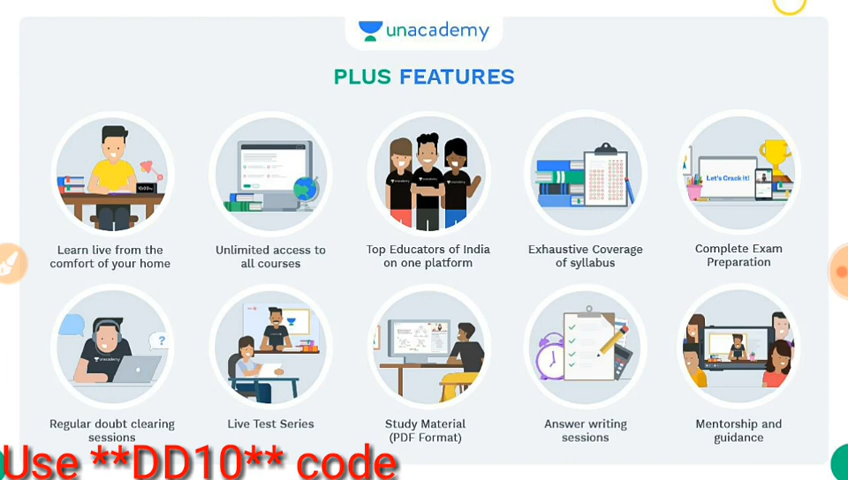 unacademy
PLUS FEATURES
Learn live from the
comfort of your home
Unlimited access to
all courses
Top Educators of India
on one platform
Exhaustive Coverage
of syllabus
Let's Crack It!
Complete Exam
Preparation
unacademy
Regular doubt clearing
sessions
Live Test Series
Study Material
(PDF Format)
Answer writing
sessions
Mentorship and
guidance
Use **DD10** code